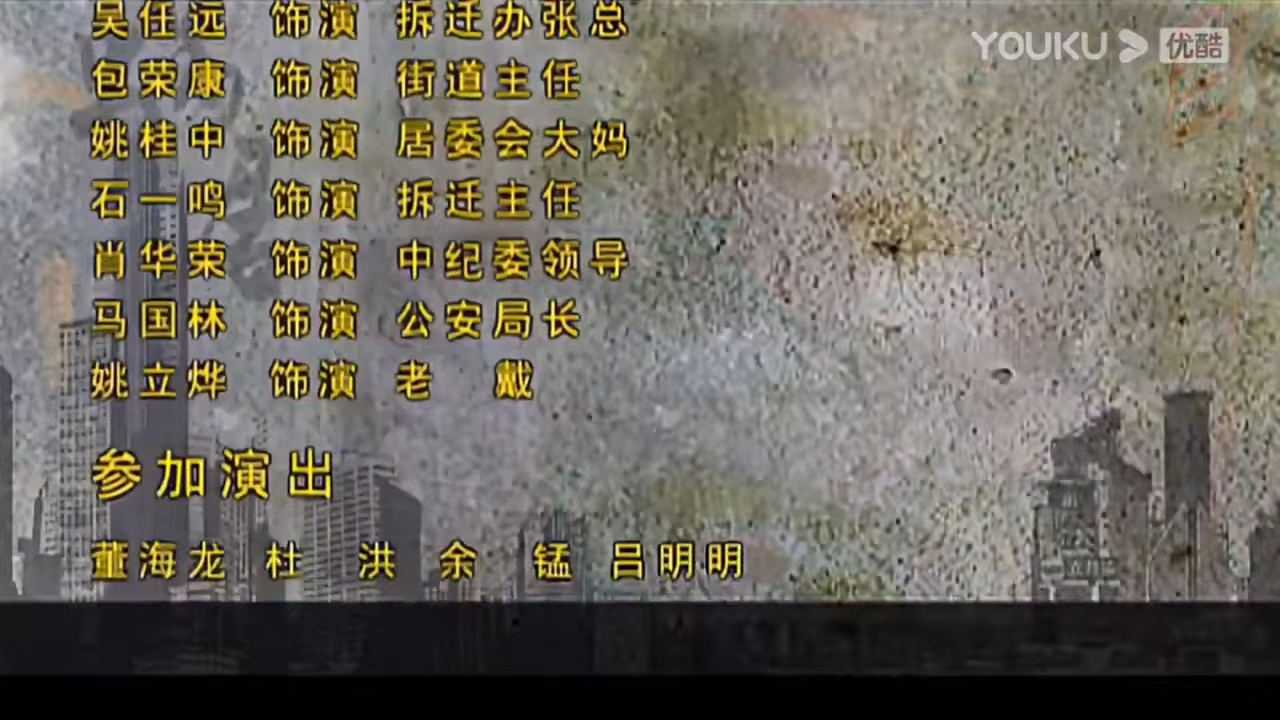 吴任远 饰演 拆迁办张总
YOUKU 优酷
包荣康 饰演 街道主任
姚桂中 饰演 居委会大妈
石一鸣 饰演 拆迁主任
肖华荣 饰演 中纪委领导
马国林 饰演 公安局长
姚立烨 饰演 老 戴
参加演出
董海龙 杜 洪 余 锰 吕明明